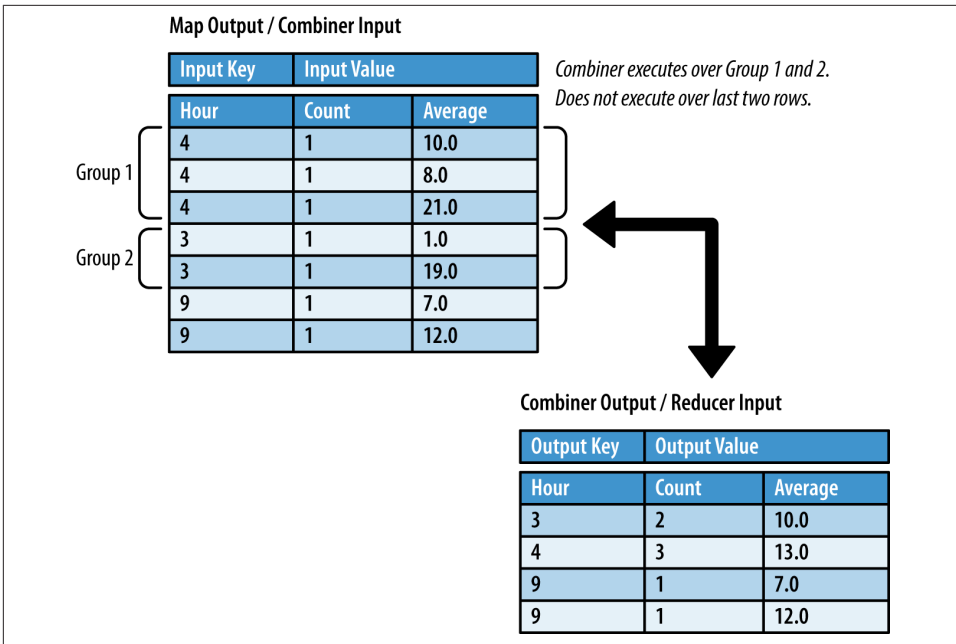 Map Output / Combiner Input
Input Key Input Value
Combiner executes over Group 1 and 2.
Does not execute over last two rows.
Hour Count Average
Group 1
4 1 10.0
4 1 8.0
4 1 21.0
Group 2
3 1 1.0
3 1 19.0
9 1 7.0
9 1 12.0
Combiner Output / Reducer Input
Output Key Output Value
Hour Count Average
3 2 10.0
4 3 13.0
9 1 7.0
9 1 12.0